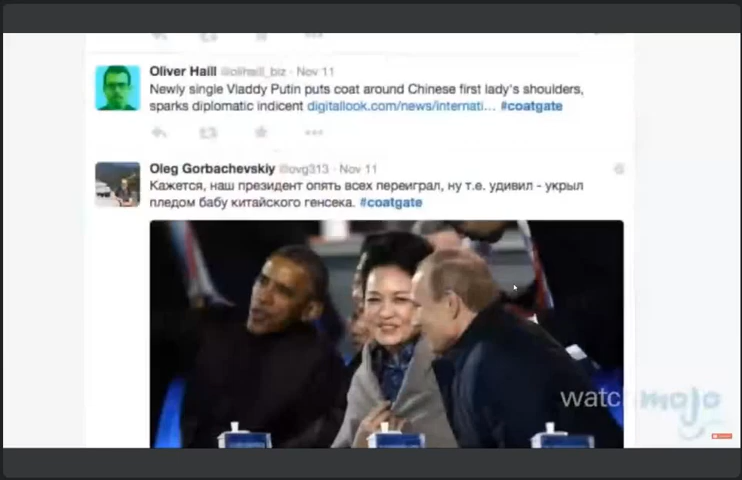 Oliver Haill @olihaill_biz · Nov 11
Newly single Vladdy Putin puts coat around Chinese first lady's shoulders,
sparks diplomatic indicent digitallook.com/news/internati... #coatgate
Oleg Gorbachevskiy @ovg313 · Nov 11
Кажется, наш президент опять всех переиграл, ну т.е. удивил - укрыл
пледом бабу китайского генсека. #coatgate
watchmojo